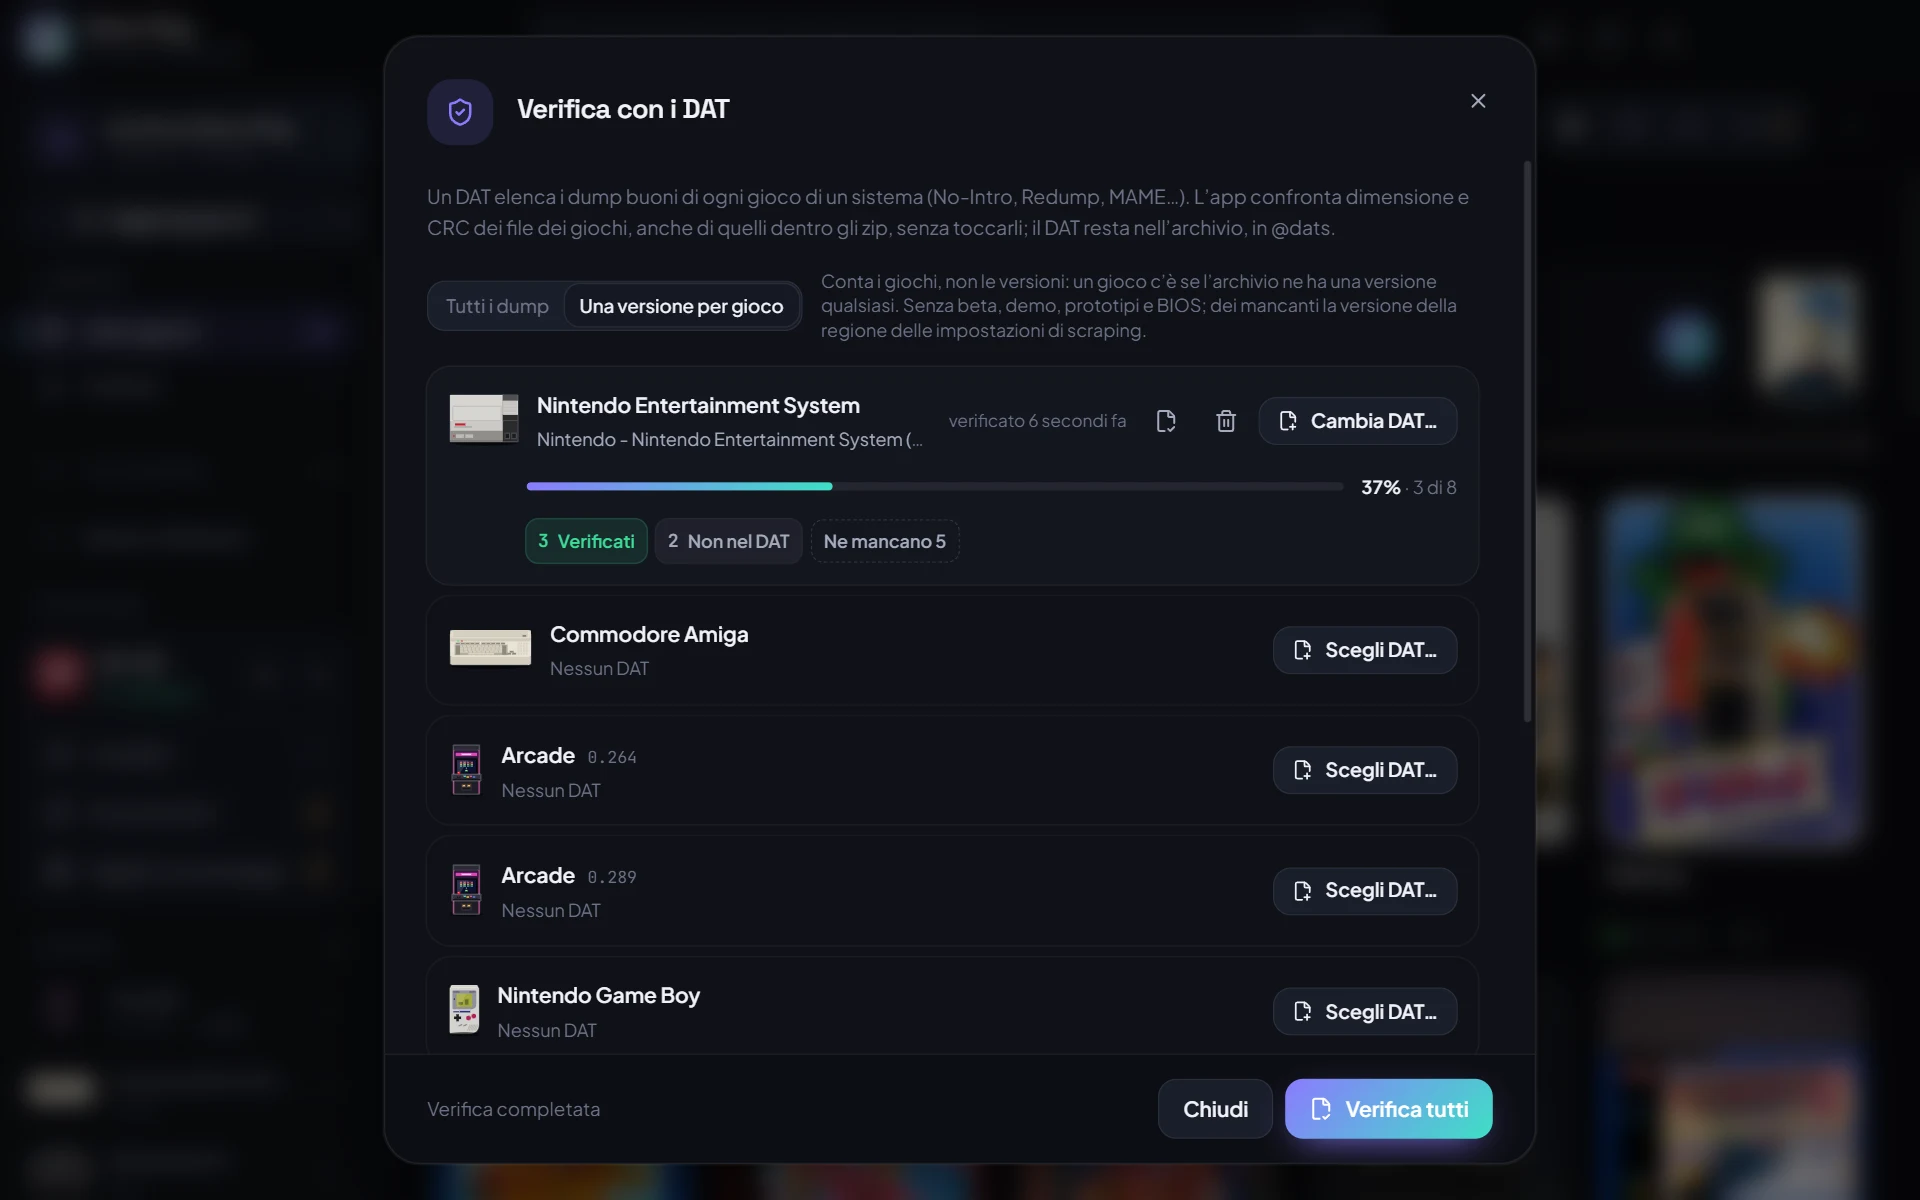 Verifica con i DAT
Un DAT elenca i dump buoni di ogni gioco di un sistema (No-Intro, Redump, MAME…). L’app confronta dimensione e
CRC dei file dei giochi, anche di quelli dentro gli zip, senza toccarli; il DAT resta nell’archivio, in @dats.
Tutti i dump
Una versione per gioco
Conta i giochi, non le versioni: un gioco c’è se l’archivio ne ha una versione
qualsiasi. Senza beta, demo, prototipi e BIOS; dei mancanti la versione della
regione delle impostazioni di scraping.
Nintendo Entertainment System
Nintendo - Nintendo Entertainment System (…
verificato 6 secondi fa
Cambia DAT…
37% · 3 di 8
3 Verificati
2 Non nel DAT
Ne mancano 5
Commodore Amiga
Nessun DAT
Scegli DAT…
Arcade 0.264
Nessun DAT
Scegli DAT…
Arcade 0.289
Nessun DAT
Scegli DAT…
Nintendo Game Boy
Nessun DAT
Scegli DAT…
Verifica completata
Chiudi
Verifica tutti